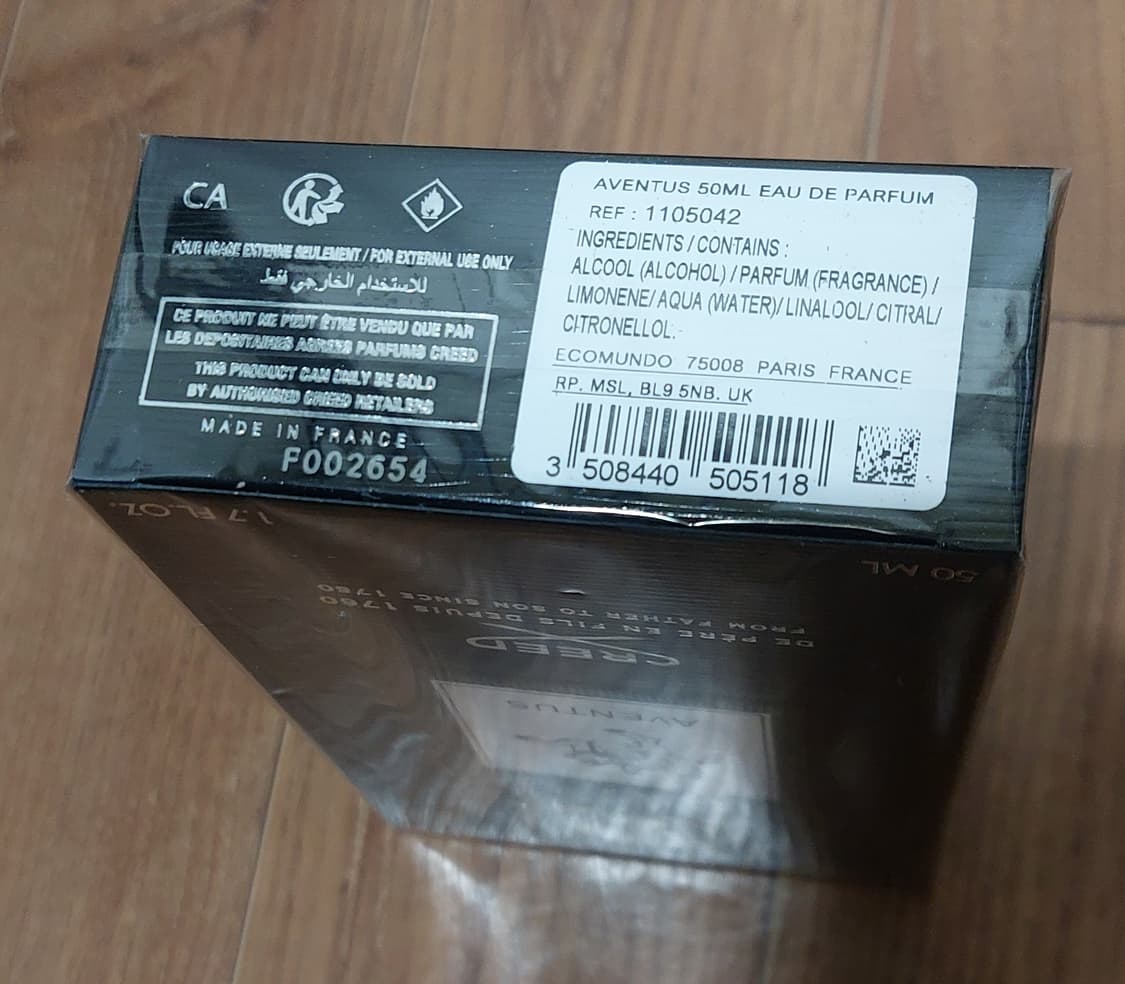 CA
POUR USAGE EXTERNE SEULEMENT / FOR EXTERNAL USE ONLY
للاستخدام الخارجي فقط
CE PRODUIT NE PEUT ÊTRE VENDU QUE PAR
LES DEPOSITAIRES AGREES PARFUMS CREED
THIS PRODUCT CAN ONLY BE SOLD
BY AUTHORISED CREED RETAILERS
MADE IN FRANCE
F002654
AVENTUS 50ML EAU DE PARFUM
REF : 1105042
INGREDIENTS / CONTAINS :
ALCOOL (ALCOHOL) / PARFUM (FRAGRANCE) /
LIMONENE/ AQUA (WATER)/ LINALOOL/ CITRAL/
CITRONELLOL.
ECOMUNDO 75008 PARIS FRANCE
RP. MSL, BL9 5NB. UK
3 508440 505118
50 ML
1.7 FL.OZ.
DE PÈRE EN FILS DEPUIS 1760
FROM FATHER TO SON SINCE 1760
CREED
AVENTUS